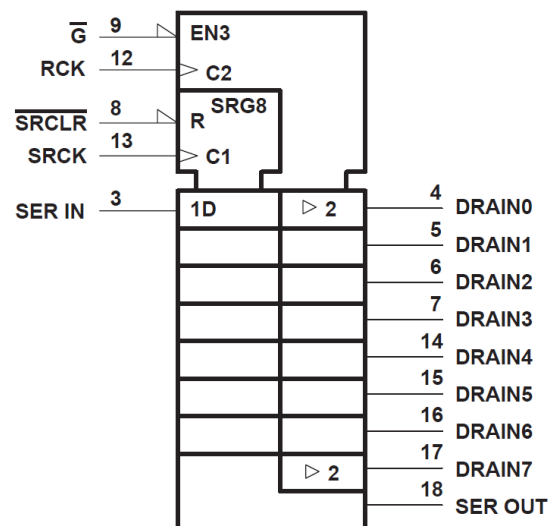 G̅ 9 EN3
RCK 12 C2
SRG8
S̅R̅C̅L̅R̅ 8 R
SRCK 13 C1
SER IN 3 1D 2 4 DRAIN0
5 DRAIN1
6 DRAIN2
7 DRAIN3
14 DRAIN4
15 DRAIN5
16 DRAIN6
2 17 DRAIN7
18 SER OUT